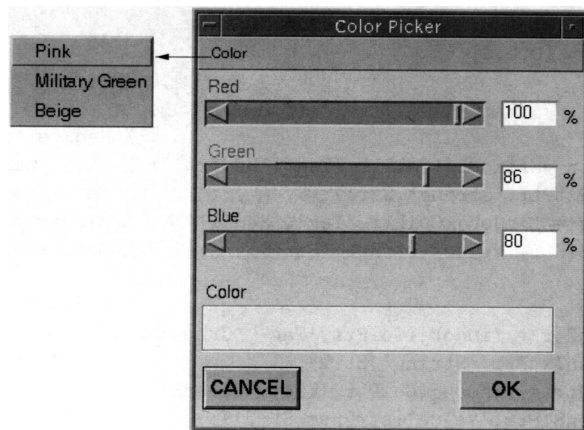 Color Picker
Pink
Color
Military Green
Beige
Red
100 %
Green
86 %
Blue
80 %
Color
CANCEL OK